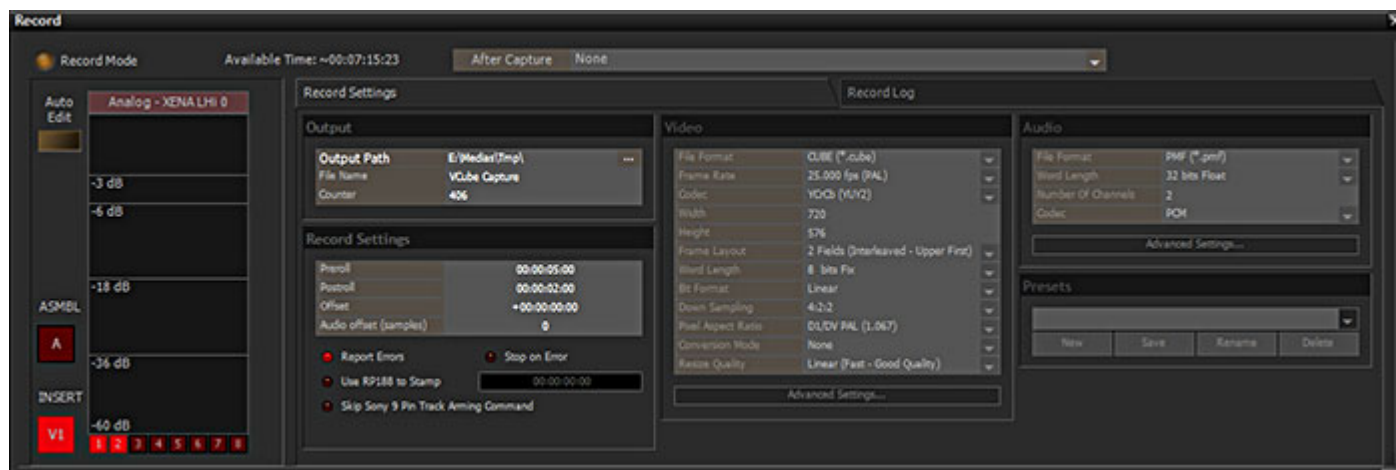 Record
Record Mode
Available Time: ~00:07:15:23
After Capture None
Auto Edit
Analog - XENA LHi 0
-3 dB
-6 dB
-18 dB
-36 dB
-60 dB
ASMBL
A
INSERT
V1
1 2 3 4 5 6 7 8
Record Settings
Record Log
Output
Output Path E:\Medias\Tmp\ ...
File Name VCube Capture
Counter 406
Record Settings
Preroll 00:00:05:00
Postroll 00:00:02:00
Offset +00:00:00:00
Audio offset (samples) 0
Report Errors
Stop on Error
Use RP188 to Stamp 00:00:00:00
Skip Sony 9 Pin Track Arming Command
Video
File Format CUBE (*.cube)
Frame Rate 25.000 fps (PAL)
Codec YCrCb (YUY2)
Width 720
Height 576
Frame Layout 2 Fields (Interleaved - Upper First)
Word Length 8 bits Fix
Bit Format Linear
Down Sampling 4:2:2
Pixel Aspect Ratio D1/DV PAL (1.067)
Conversion Mode None
Resize Quality Linear (Fast - Good Quality)
Advanced Settings...
Audio
File Format PMF (*.pmf)
Word Length 32 bits Float
Number Of Channels 2
Codec PCM
Advanced Settings...
Presets
New Save Rename Delete